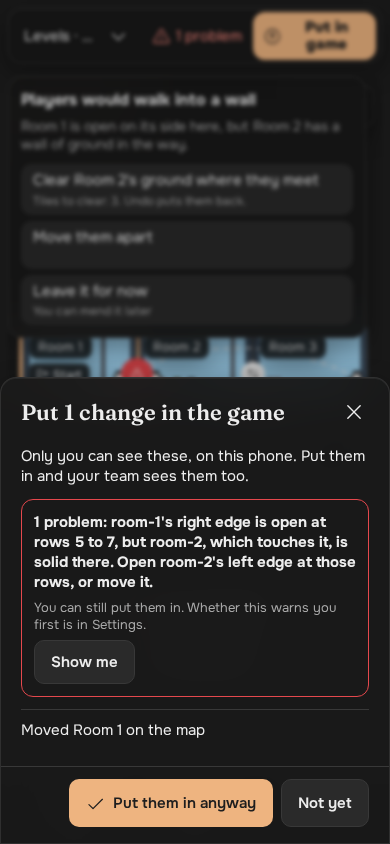 Levels · ...
1 problem
Put in
game
Players would walk into a wall
Room 1 is open on its side here, but Room 2 has a
wall of ground in the way.
Clear Room 2's ground where they meet
Tiles to clear: 3. Undo puts them back.
Move them apart
Leave it for now
You can mend it later
Room 1
Room 2
Room 3
Start
Put 1 change in the game
Only you can see these, on this phone. Put them
in and your team sees them too.
1 problem: room-1's right edge is open at
rows 5 to 7, but room-2, which touches it, is
solid there. Open room-2's left edge at those
rows, or move it.
You can still put them in. Whether this warns you
first is in Settings.
Show me
Moved Room 1 on the map
Put them in anyway
Not yet